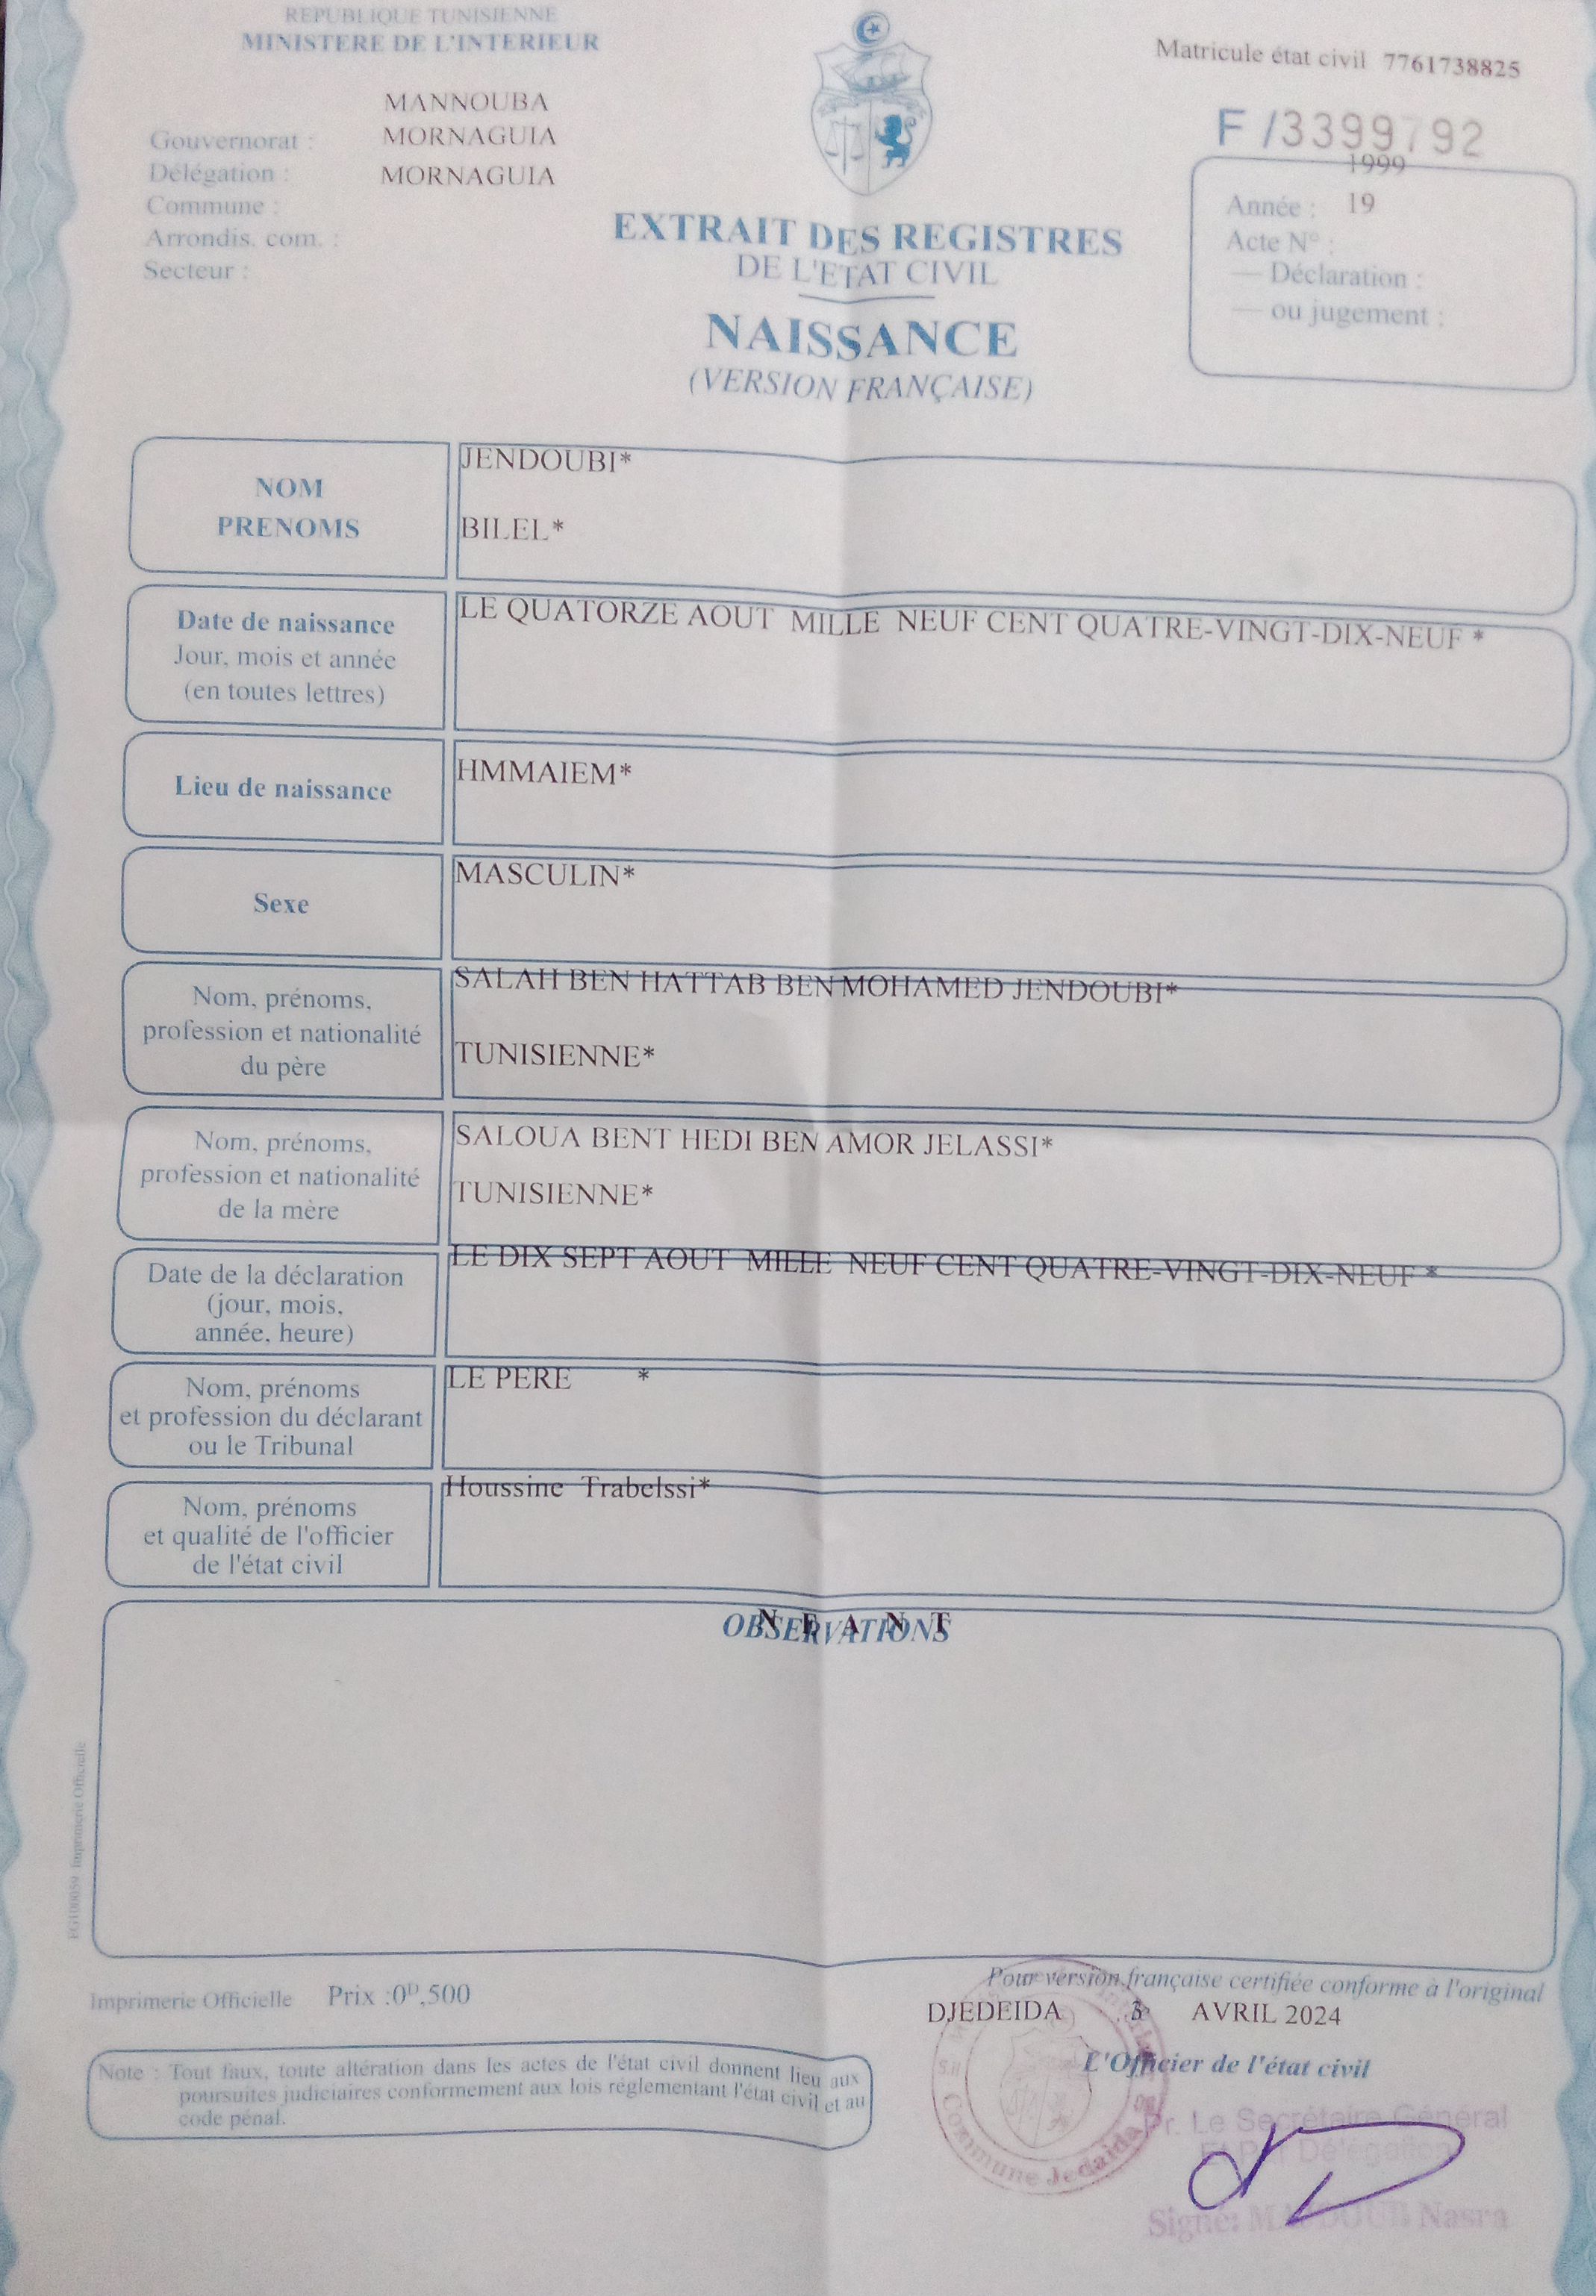 REPUBLIQUE TUNISIENNE
MINISTERE DE L'INTERIEUR
MANNOUBA
Gouvernorat :
MORNAGUIA
Délégation :
MORNAGUIA
Commune :
Arrondis. com. :
Secteur :
Matricule état civil 7761738825
F /3399792
1999
Année : 19
Acte N° :
— Déclaration :
— ou jugement :
EXTRAIT DES REGISTRES
DE L'ETAT CIVIL
NAISSANCE
(VERSION FRANÇAISE)
NOM
PRENOMS
JENDOUBI*
BILEL*
Date de naissance
Jour, mois et année
(en toutes lettres)
LE QUATORZE AOUT MILLE NEUF CENT QUATRE-VINGT-DIX-NEUF *
Lieu de naissance
HMMAIEM*
Sexe
MASCULIN*
Nom, prénoms,
profession et nationalité
du père
SALAH BEN HATTAB BEN MOHAMED JENDOUBI*
TUNISIENNE*
Nom, prénoms,
profession et nationalité
de la mère
SALOUA BENT HEDI BEN AMOR JELASSI*
TUNISIENNE*
Date de la déclaration
(jour, mois,
année, heure)
LE DIX SEPT AOUT MILLE NEUF CENT QUATRE-VINGT-DIX-NEUF *
Nom, prénoms
et profession du déclarant
ou le Tribunal
LE PERE *
Nom, prénoms
et qualité de l'officier
de l'état civil
Houssine Trabelssi*
OBSERVATIONS
N E A N T
EG100059 Imprimerie Officielle
Imprimerie Officielle Prix :0ᴰ,500
Pour version française certifiée conforme à l'original
DJEDEIDA 3 AVRIL 2024
L'Officier de l'état civil
Note : Tout faux, toute altération dans les actes de l'état civil donnent lieu aux
poursuites judiciaires conformement aux lois réglementant l'état civil et au
code pénal.
Commune Jedaida
Pr. Le Secrétaire Général
Et Par Délégation
Signé: Nasra